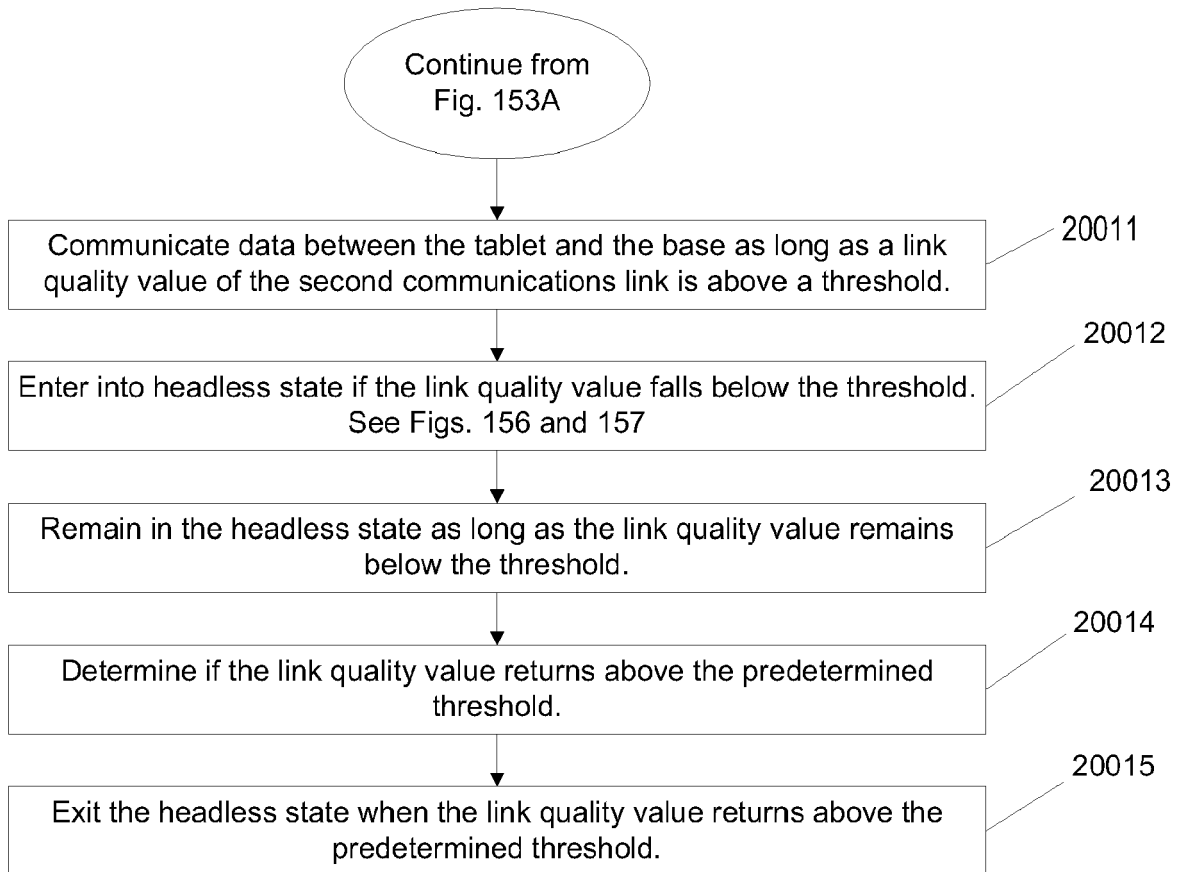 Continue from
Fig. 153A
Communicate data between the tablet and the base as long as a link
quality value of the second communications link is above a threshold.
20011
Enter into headless state if the link quality value falls below the threshold.
See Figs. 156 and 157
20012
Remain in the headless state as long as the link quality value remains
below the threshold.
20013
Determine if the link quality value returns above the predetermined
threshold.
20014
Exit the headless state when the link quality value returns above the
predetermined threshold.
20015